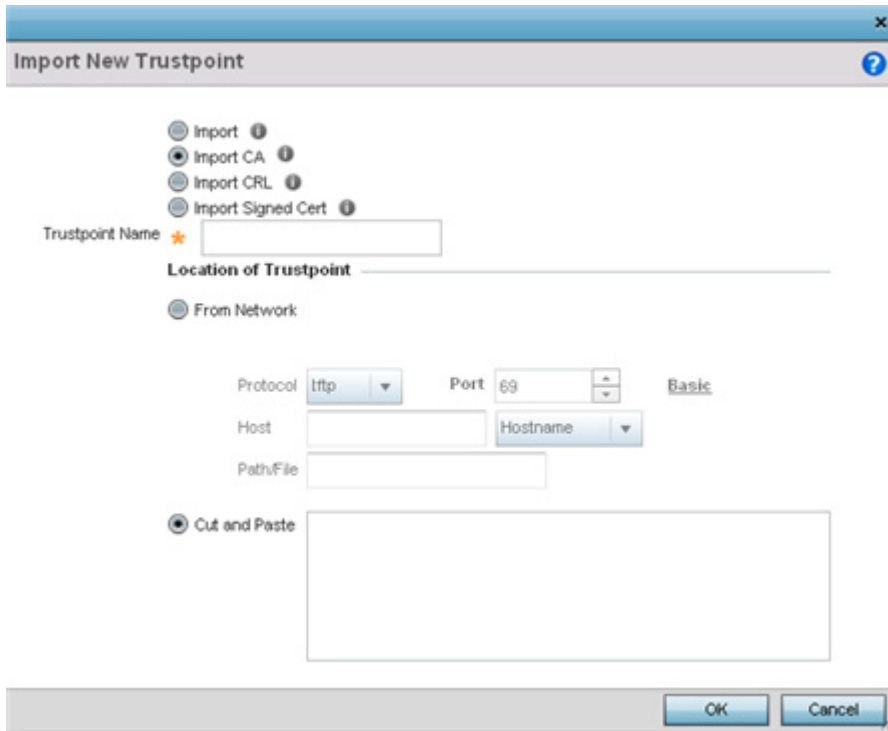 Import New Trustpoint
Import
Import CA
Import CRL
Import Signed Cert
Trustpoint Name *
Location of Trustpoint
From Network
Protocol tftp Port 69 Basic
Host Hostname
Path/File
Cut and Paste
OK Cancel